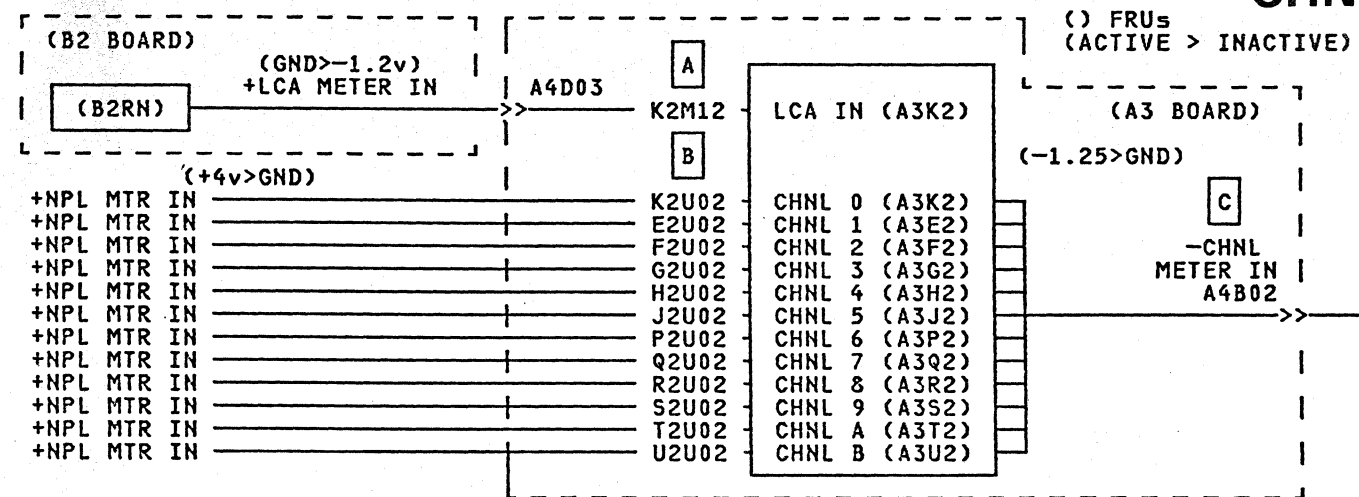 CHN
() FRUs
(ACTIVE > INACTIVE)
(B2 BOARD)
(GND>-1.2v)
+LCA METER IN
(B2RN)
A4D03
A
K2M12
LCA IN (A3K2)
(A3 BOARD)
B
(-1.25>GND)
(+4v>GND)
+NPL MTR IN K2U02 CHNL 0 (A3K2)
+NPL MTR IN E2U02 CHNL 1 (A3E2)
+NPL MTR IN F2U02 CHNL 2 (A3F2)
+NPL MTR IN G2U02 CHNL 3 (A3G2)
+NPL MTR IN H2U02 CHNL 4 (A3H2)
+NPL MTR IN J2U02 CHNL 5 (A3J2)
+NPL MTR IN P2U02 CHNL 6 (A3P2)
+NPL MTR IN Q2U02 CHNL 7 (A3Q2)
+NPL MTR IN R2U02 CHNL 8 (A3R2)
+NPL MTR IN S2U02 CHNL 9 (A3S2)
+NPL MTR IN T2U02 CHNL A (A3T2)
+NPL MTR IN U2U02 CHNL B (A3U2)
C
-CHNL
METER IN
A4B02